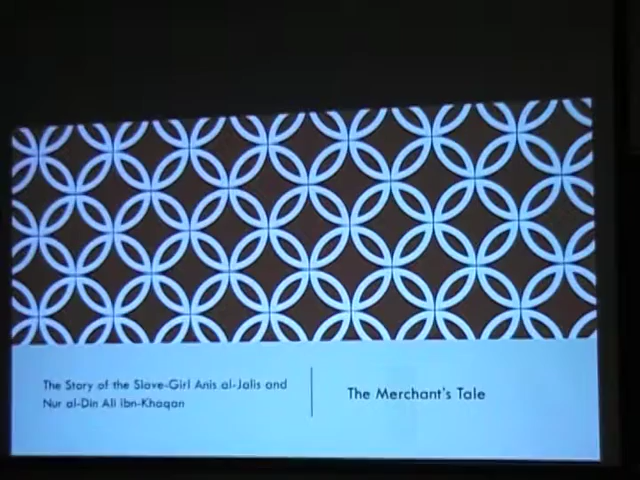 The Story of the Slave-Girl Anis al-Jalis and
Nur al-Din Ali ibn-Khaqan
The Merchant's Tale